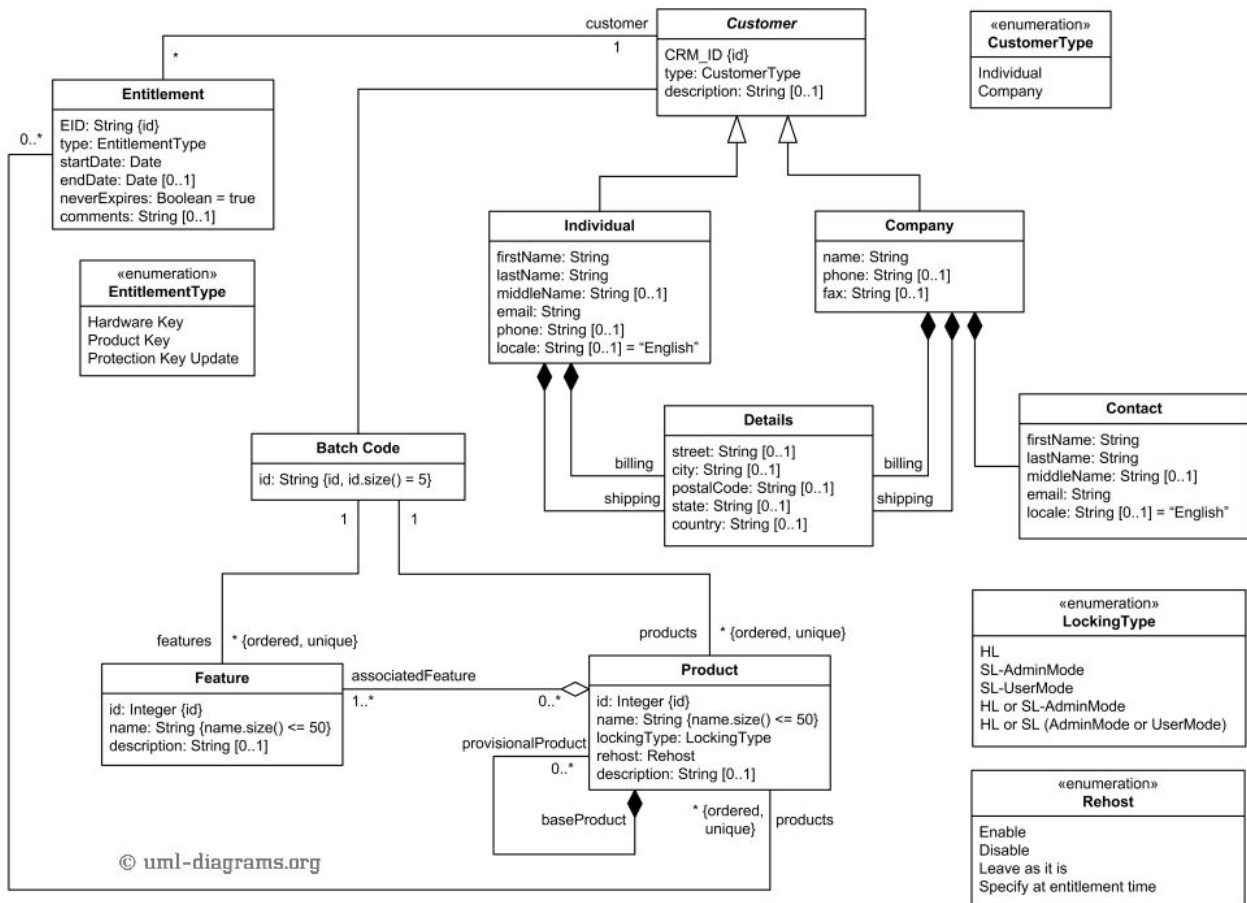 customer
1
*
Customer
CRM_ID {id}
type: CustomerType
description: String [0..1]
«enumeration»
CustomerType
Individual
Company
Entitlement
EID: String {id}
type: EntitlementType
startDate: Date
endDate: Date [0..1]
neverExpires: Boolean = true
comments: String [0..1]
0..*
«enumeration»
EntitlementType
Hardware Key
Product Key
Protection Key Update
Individual
firstName: String
lastName: String
middleName: String [0..1]
email: String
phone: String [0..1]
locale: String [0..1] = “English”
Company
name: String
phone: String [0..1]
fax: String [0..1]
Details
street: String [0..1]
city: String [0..1]
postalCode: String [0..1]
state: String [0..1]
country: String [0..1]
billing
shipping
billing
shipping
Contact
firstName: String
lastName: String
middleName: String [0..1]
email: String
locale: String [0..1] = “English”
Batch Code
id: String {id, id.size() = 5}
1
1
features
* {ordered, unique}
products
* {ordered, unique}
Feature
id: Integer {id}
name: String {name.size() <= 50}
description: String [0..1]
associatedFeature
1..*
0..*
Product
id: Integer {id}
name: String {name.size() <= 50}
lockingType: LockingType
rehost: Rehost
description: String [0..1]
provisionalProduct
0..*
baseProduct
* {ordered,
unique}
products
«enumeration»
LockingType
HL
SL-AdminMode
SL-UserMode
HL or SL-AdminMode
HL or SL (AdminMode or UserMode)
«enumeration»
Rehost
Enable
Disable
Leave as it is
Specify at entitlement time
© uml-diagrams.org